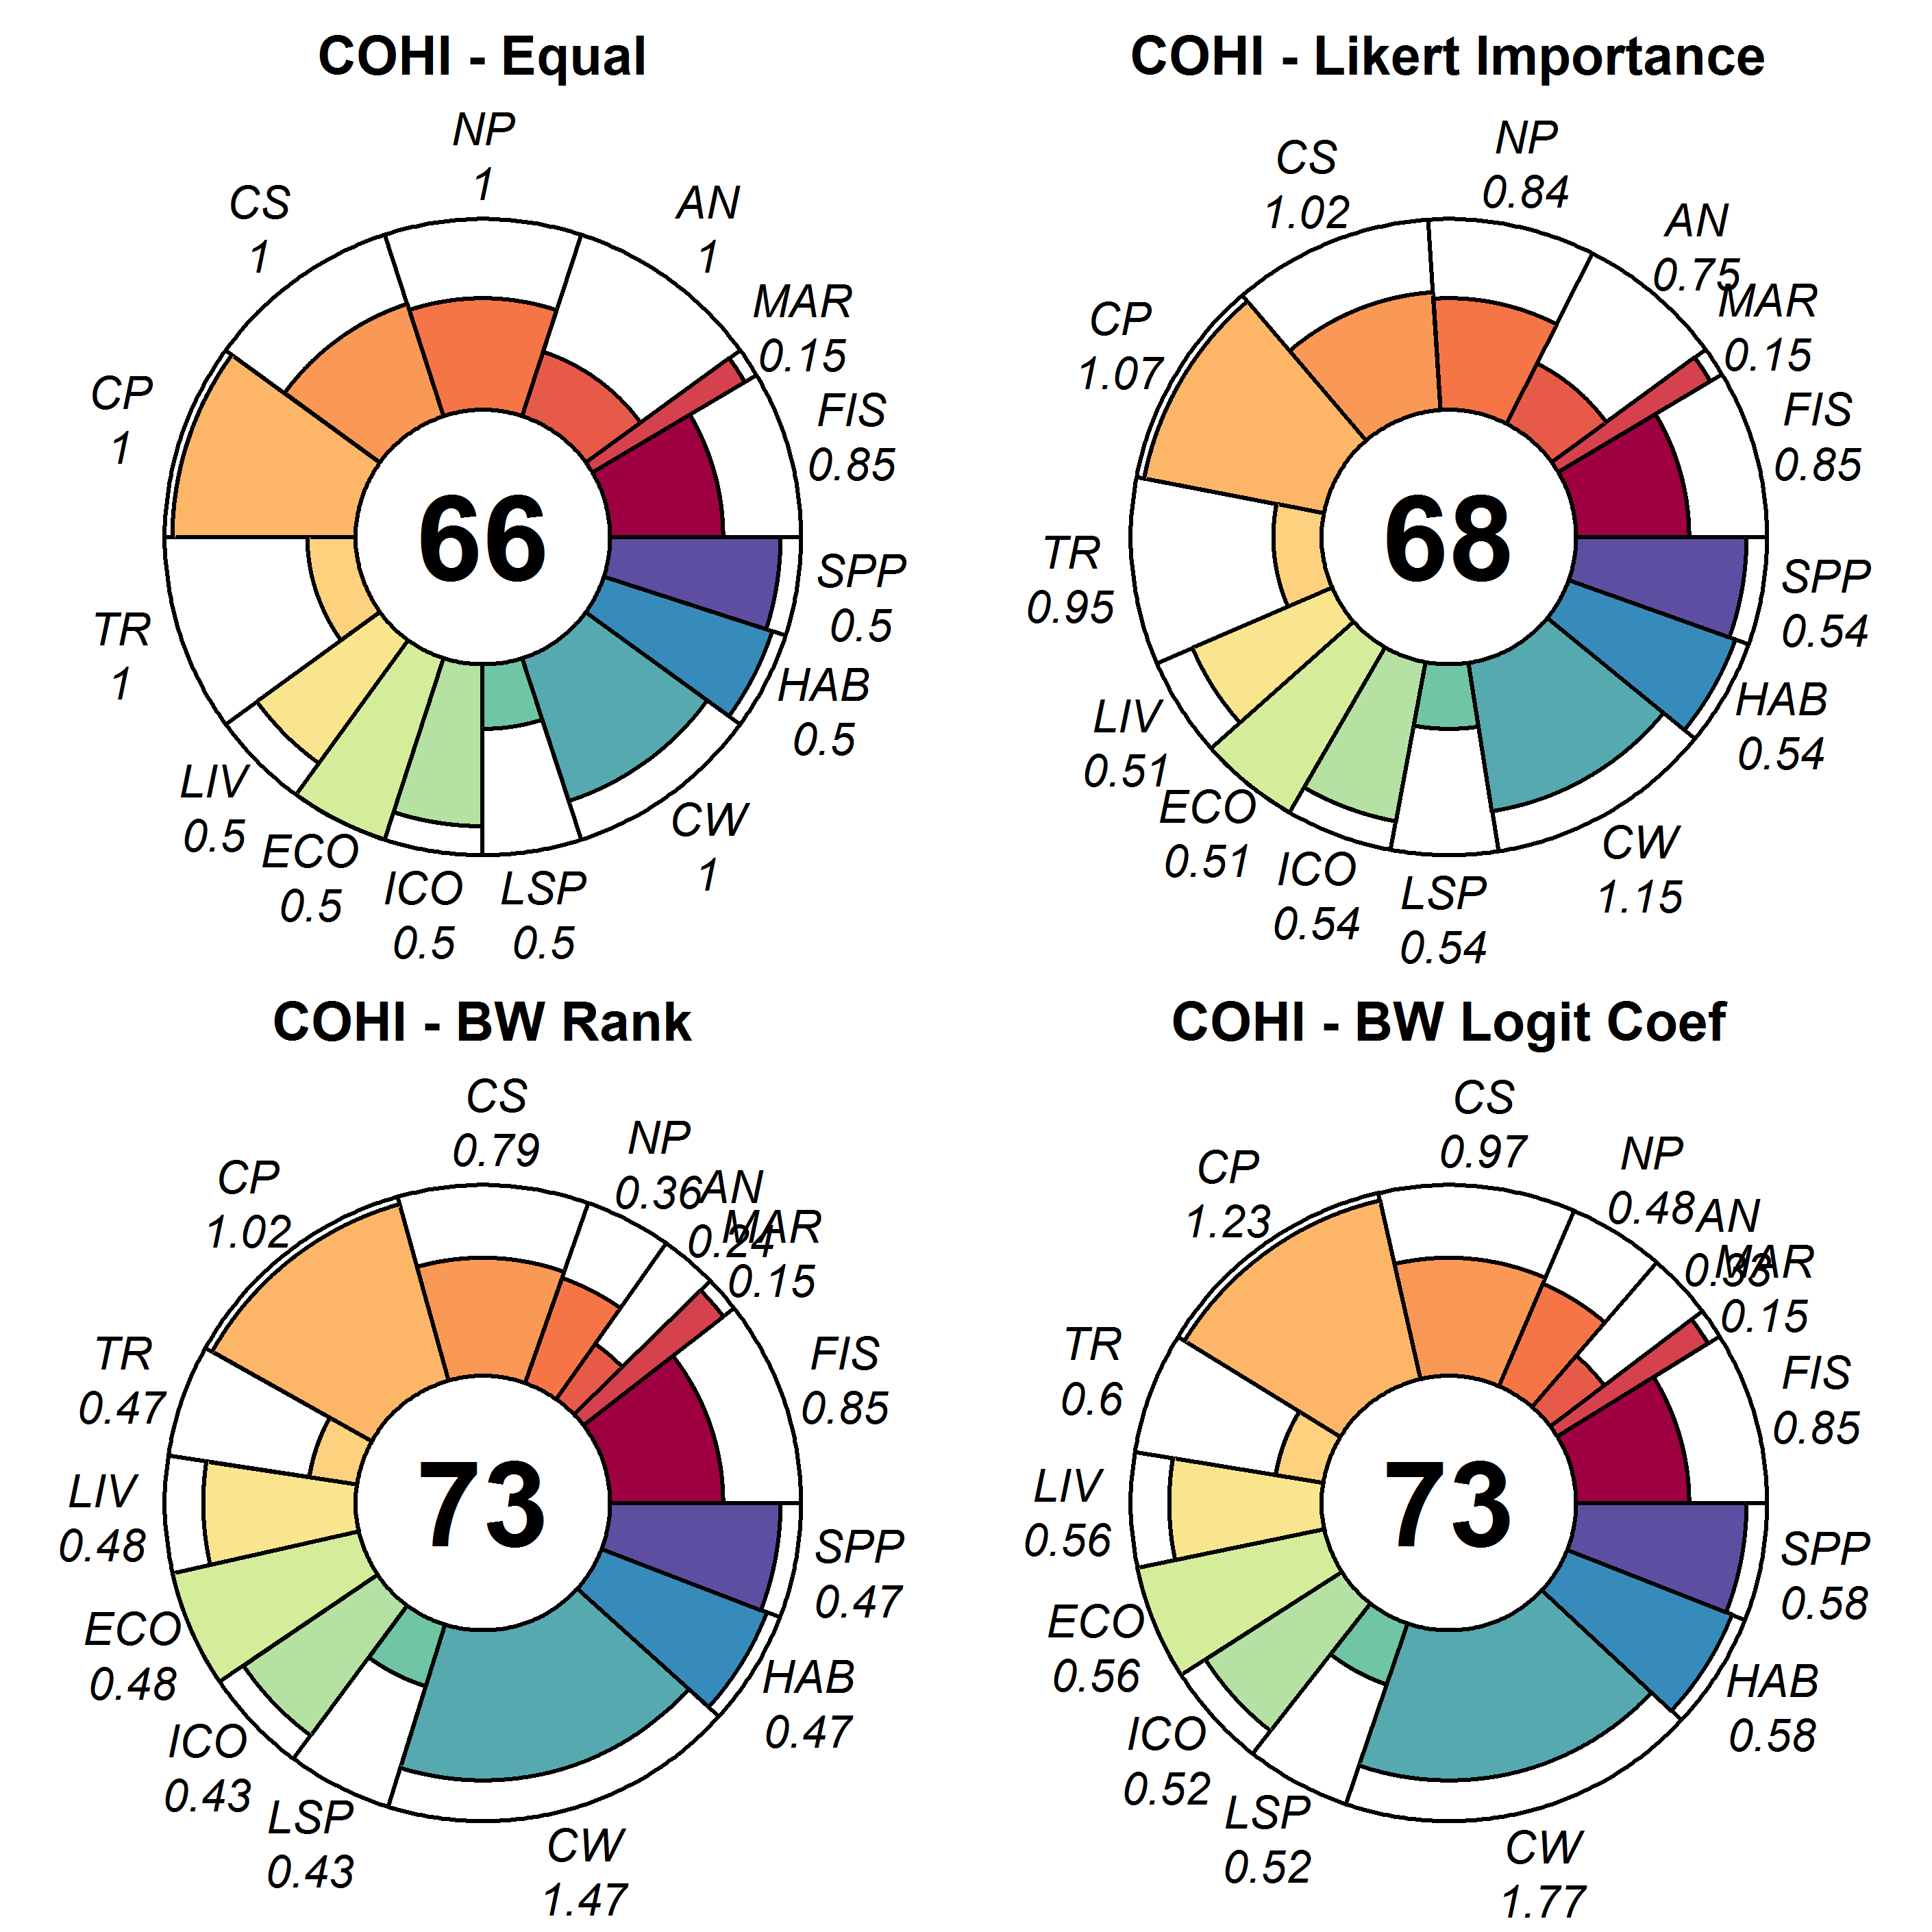 COHI - Equal
NP
1
AN
1
MAR
0.15
FIS
0.85
SPP
0.5
HAB
0.5
CW
1
LSP
0.5
ICO
0.5
ECO
0.5
LIV
0.5
TR
1
CP
1
CS
1
66
COHI - Likert Importance
NP
0.84
AN
0.75
MAR
0.15
FIS
0.85
SPP
0.54
HAB
0.54
CW
1.15
LSP
0.54
ICO
0.54
ECO
0.51
LIV
0.51
TR
0.95
CP
1.07
CS
1.02
68
COHI - BW Rank
CS
0.79
NP
0.36
AN
0.24
MAR
0.15
FIS
0.85
SPP
0.47
HAB
0.47
CW
1.47
LSP
0.43
ICO
0.43
ECO
0.48
LIV
0.48
TR
0.47
CP
1.02
73
COHI - BW Logit Coef
CS
0.97
NP
0.48
AN
0.33
MAR
0.15
FIS
0.85
SPP
0.58
HAB
0.58
CW
1.77
LSP
0.52
ICO
0.52
ECO
0.56
LIV
0.56
TR
0.6
CP
1.23
73